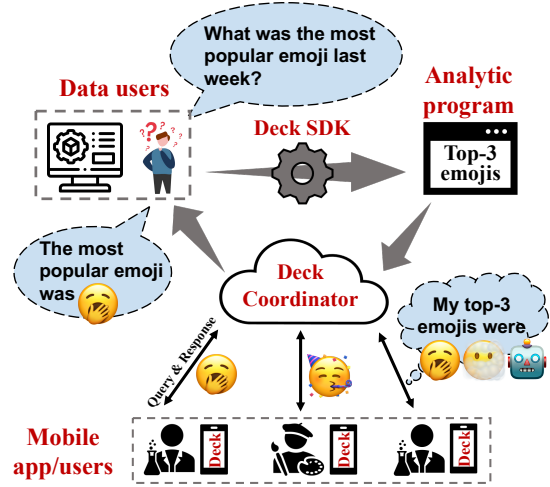 What was the most
popular emoji last
week?
Data users
Analytic
program
Deck SDK
Top-3
emojis
The most
popular emoji
was
Deck
Coordinator
My top-3
emojis were
Query & Response
Mobile
app/users
Deck
Deck
Deck